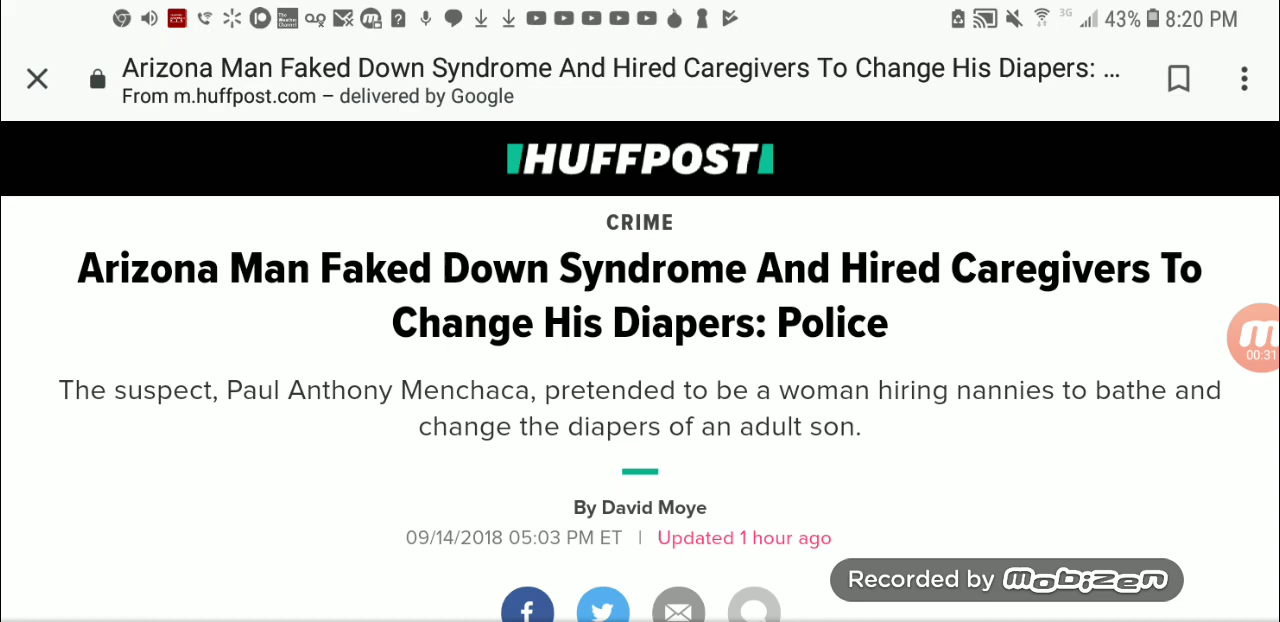 3G 43% 8:20 PM
Arizona Man Faked Down Syndrome And Hired Caregivers To Change His Diapers: ...
From m.huffpost.com – delivered by Google
HUFFPOST
CRIME
Arizona Man Faked Down Syndrome And Hired Caregivers To
Change His Diapers: Police
The suspect, Paul Anthony Menchaca, pretended to be a woman hiring nannies to bathe and
change the diapers of an adult son.
By David Moye
09/14/2018 05:03 PM ET | Updated 1 hour ago
m
00:31
Recorded by mobizen